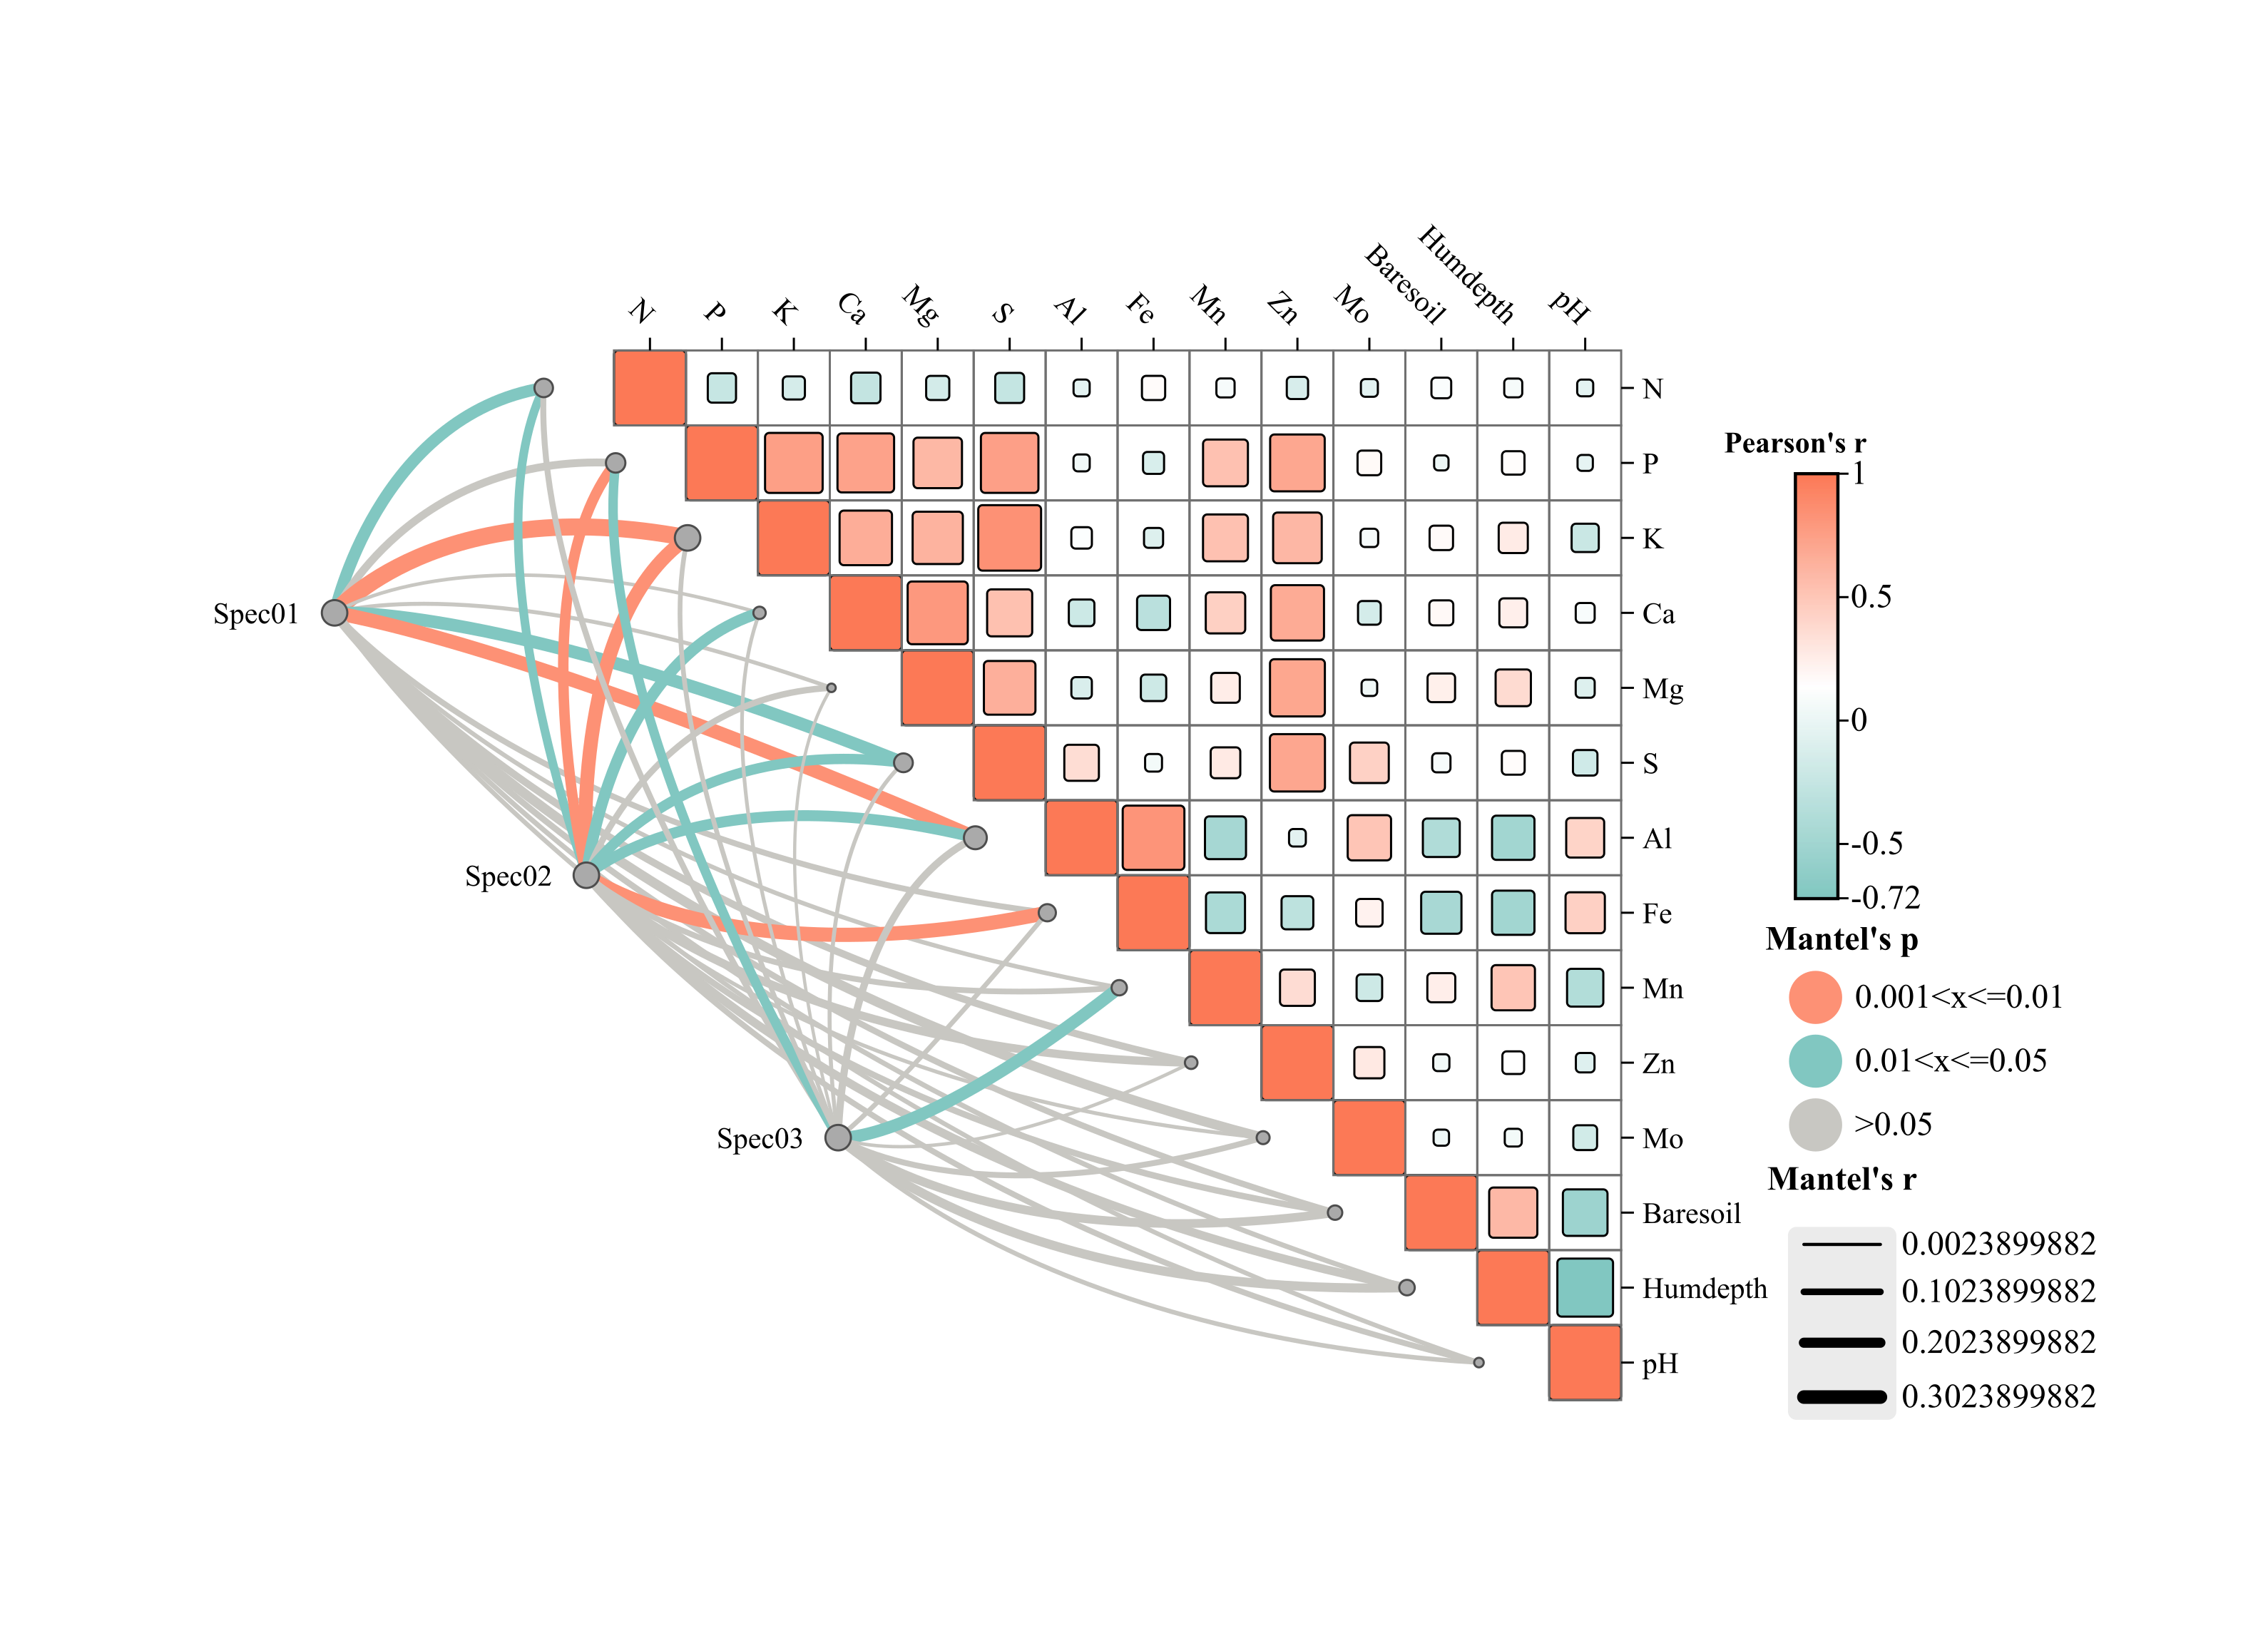 N P K Ca Mg S Al Fe Mn Zn Mo Baresoil Humdepth pH
N
P
K
Ca
Mg
S
Al
Fe
Mn
Zn
Mo
Baresoil
Humdepth
pH
Spec01
Spec02
Spec03
Pearson's r
1
0.5
0
-0.5
-0.72
Mantel's p
0.001<x<=0.01
0.01<x<=0.05
>0.05
Mantel's r
0.0023899882
0.1023899882
0.2023899882
0.3023899882